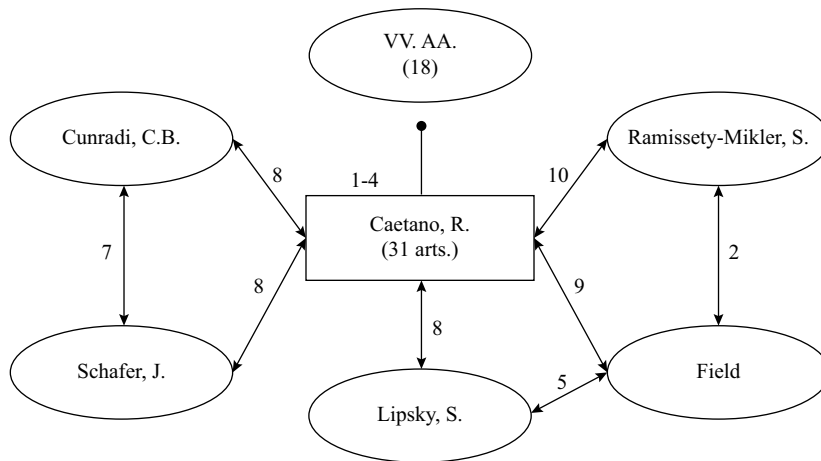 VV. AA.
(18)
Cunradi, C.B.
Ramissety-Mikler, S.
8
1-4
10
Caetano, R.
(31 arts.)
7
8
9
2
8
Schafer, J.
5
Field
Lipsky, S.